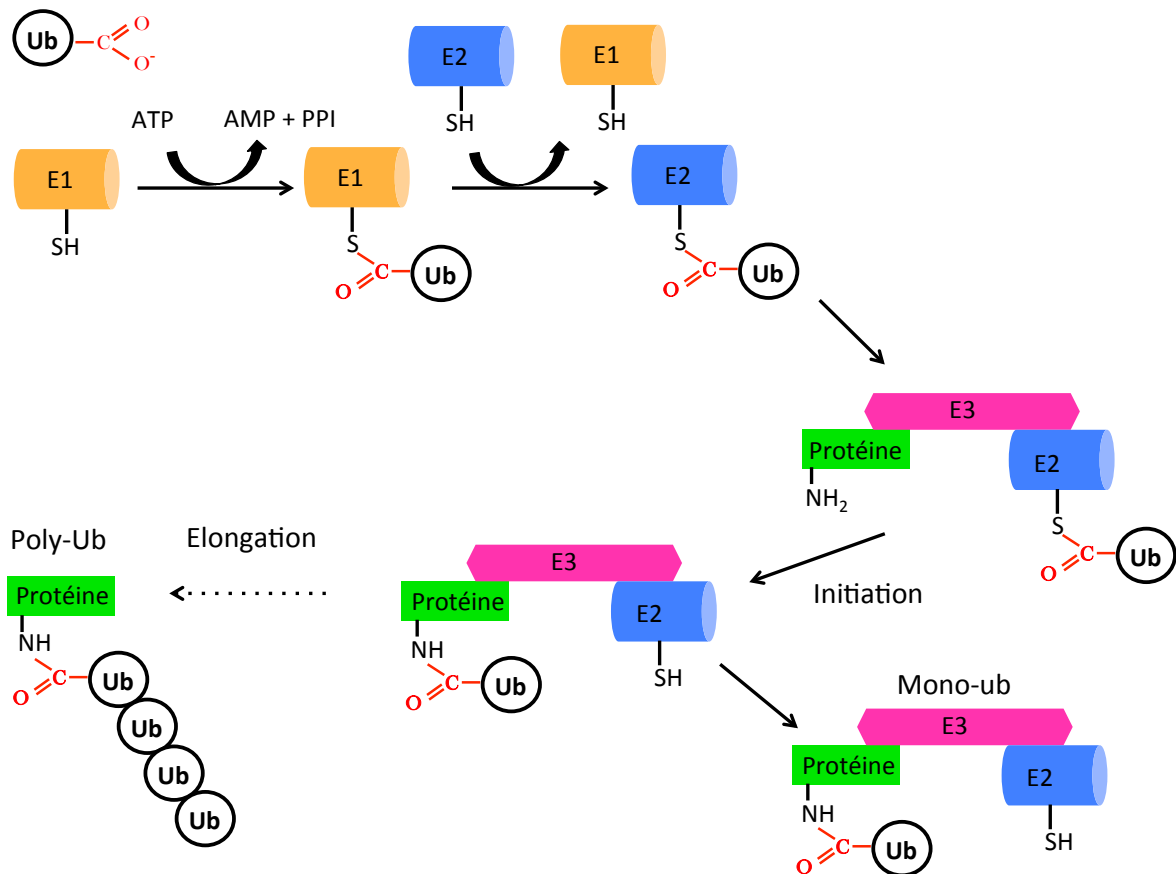 Ub
C
O
O-
E1
SH
ATP
AMP + PPI
E1
S
C
O
Ub
E2
SH
E1
SH
E2
S
C
O
Ub
E3
Protéine
NH2
E2
S
C
O
Ub
Initiation
E3
Protéine
NH
C
O
Ub
E2
SH
Elongation
Poly-Ub
Protéine
NH
C
O
Ub
Ub
Ub
Ub
Mono-ub
E3
Protéine
NH
C
O
Ub
E2
SH